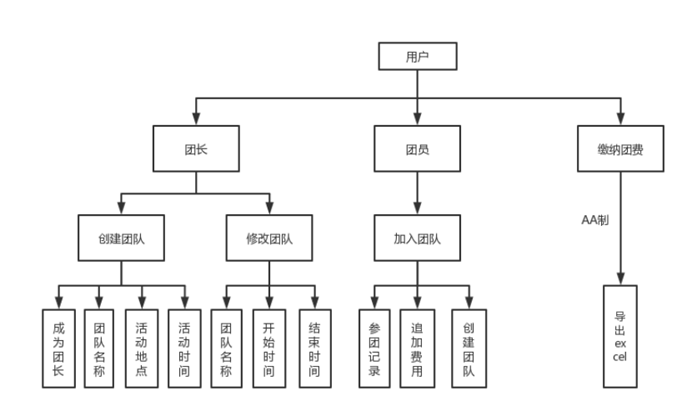 用户
团长
团员
缴纳团费
创建团队
修改团队
加入团队
AA制
成为团长
团队名称
活动地点
活动时间
团队名称
开始时间
结束时间
参团记录
追加费用
创建团队
导出excel